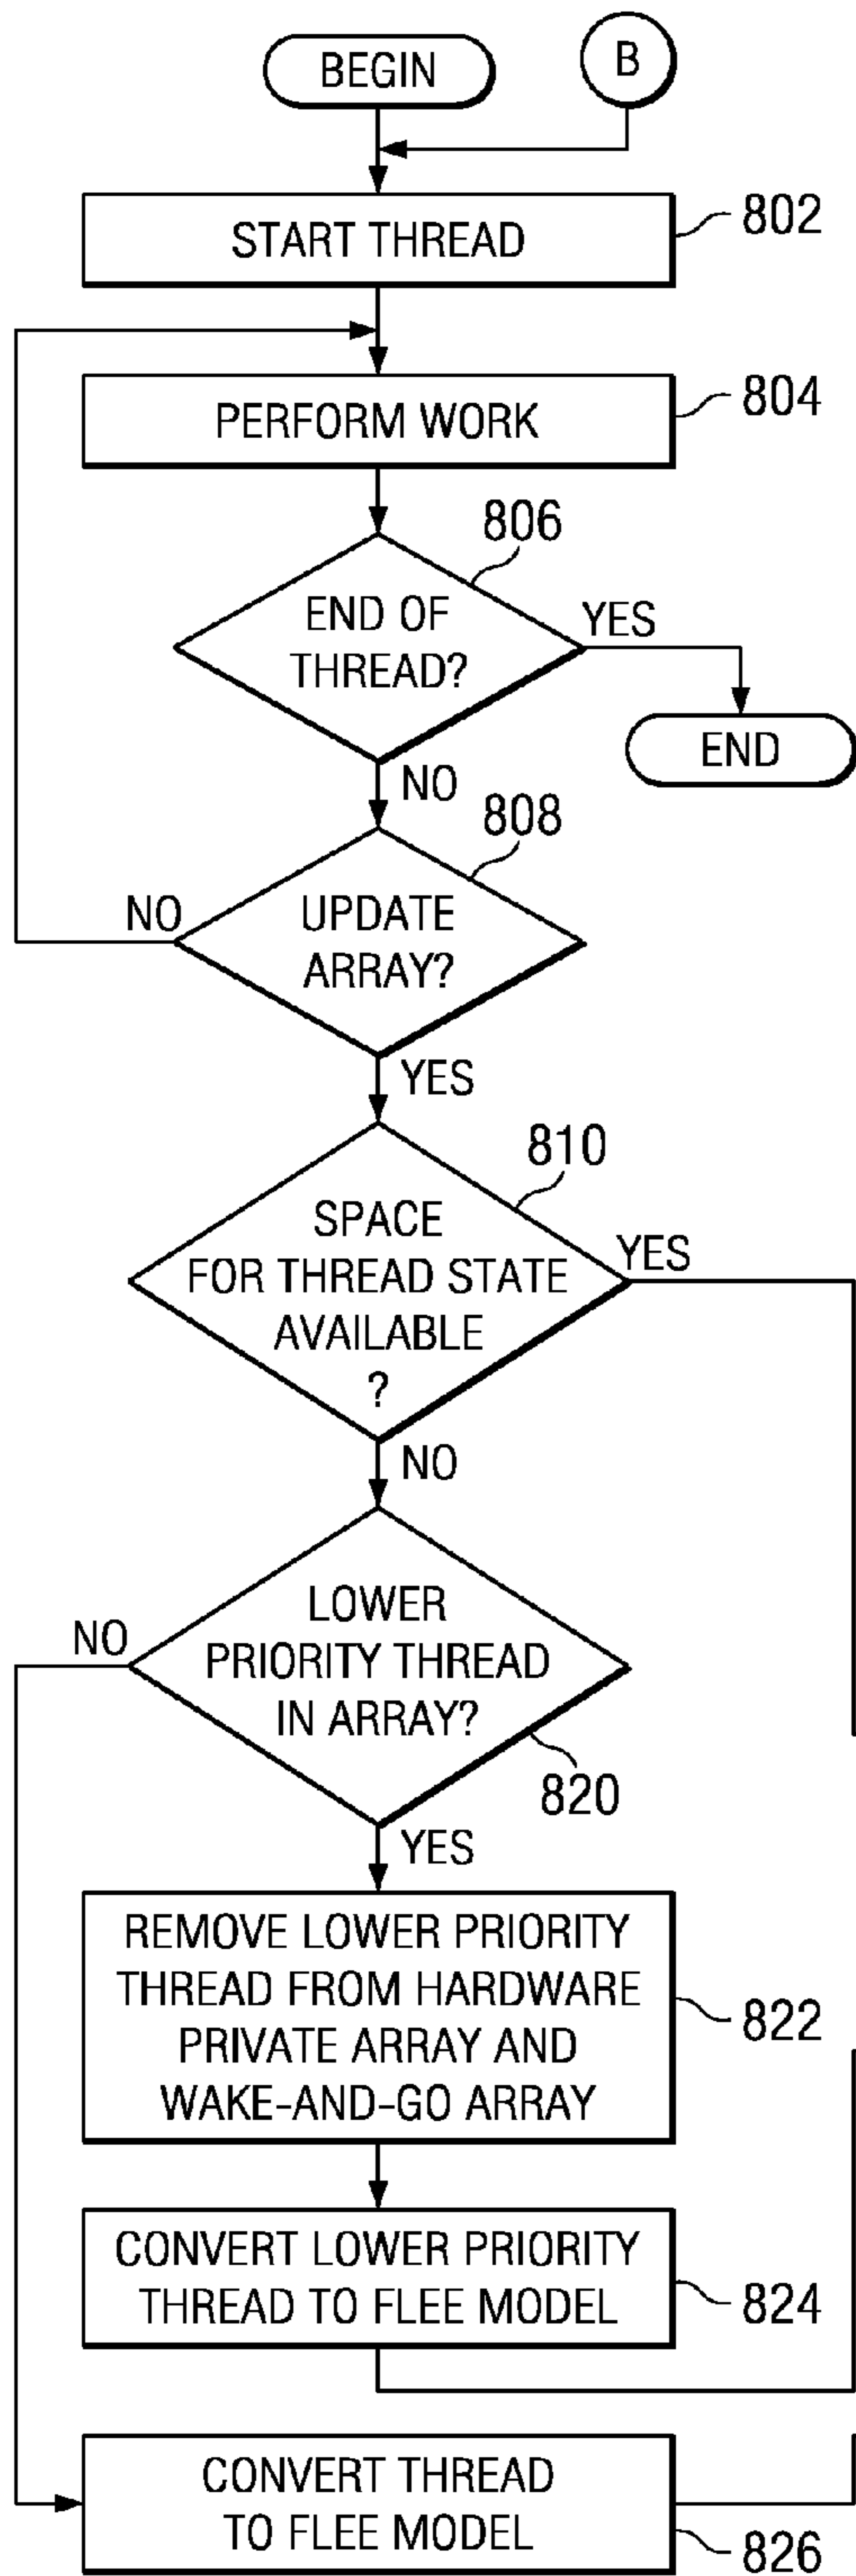 BEGIN
B
START THREAD
802
PERFORM WORK
804
806
END OF
THREAD?
YES
END
NO
808
NO
UPDATE
ARRAY?
YES
810
SPACE
FOR THREAD STATE
AVAILABLE
?
YES
NO
NO
LOWER
PRIORITY THREAD
IN ARRAY?
820
YES
REMOVE LOWER PRIORITY
THREAD FROM HARDWARE
PRIVATE ARRAY AND
WAKE-AND-GO ARRAY
822
CONVERT LOWER PRIORITY
THREAD TO FLEE MODEL
824
CONVERT THREAD
TO FLEE MODEL
826